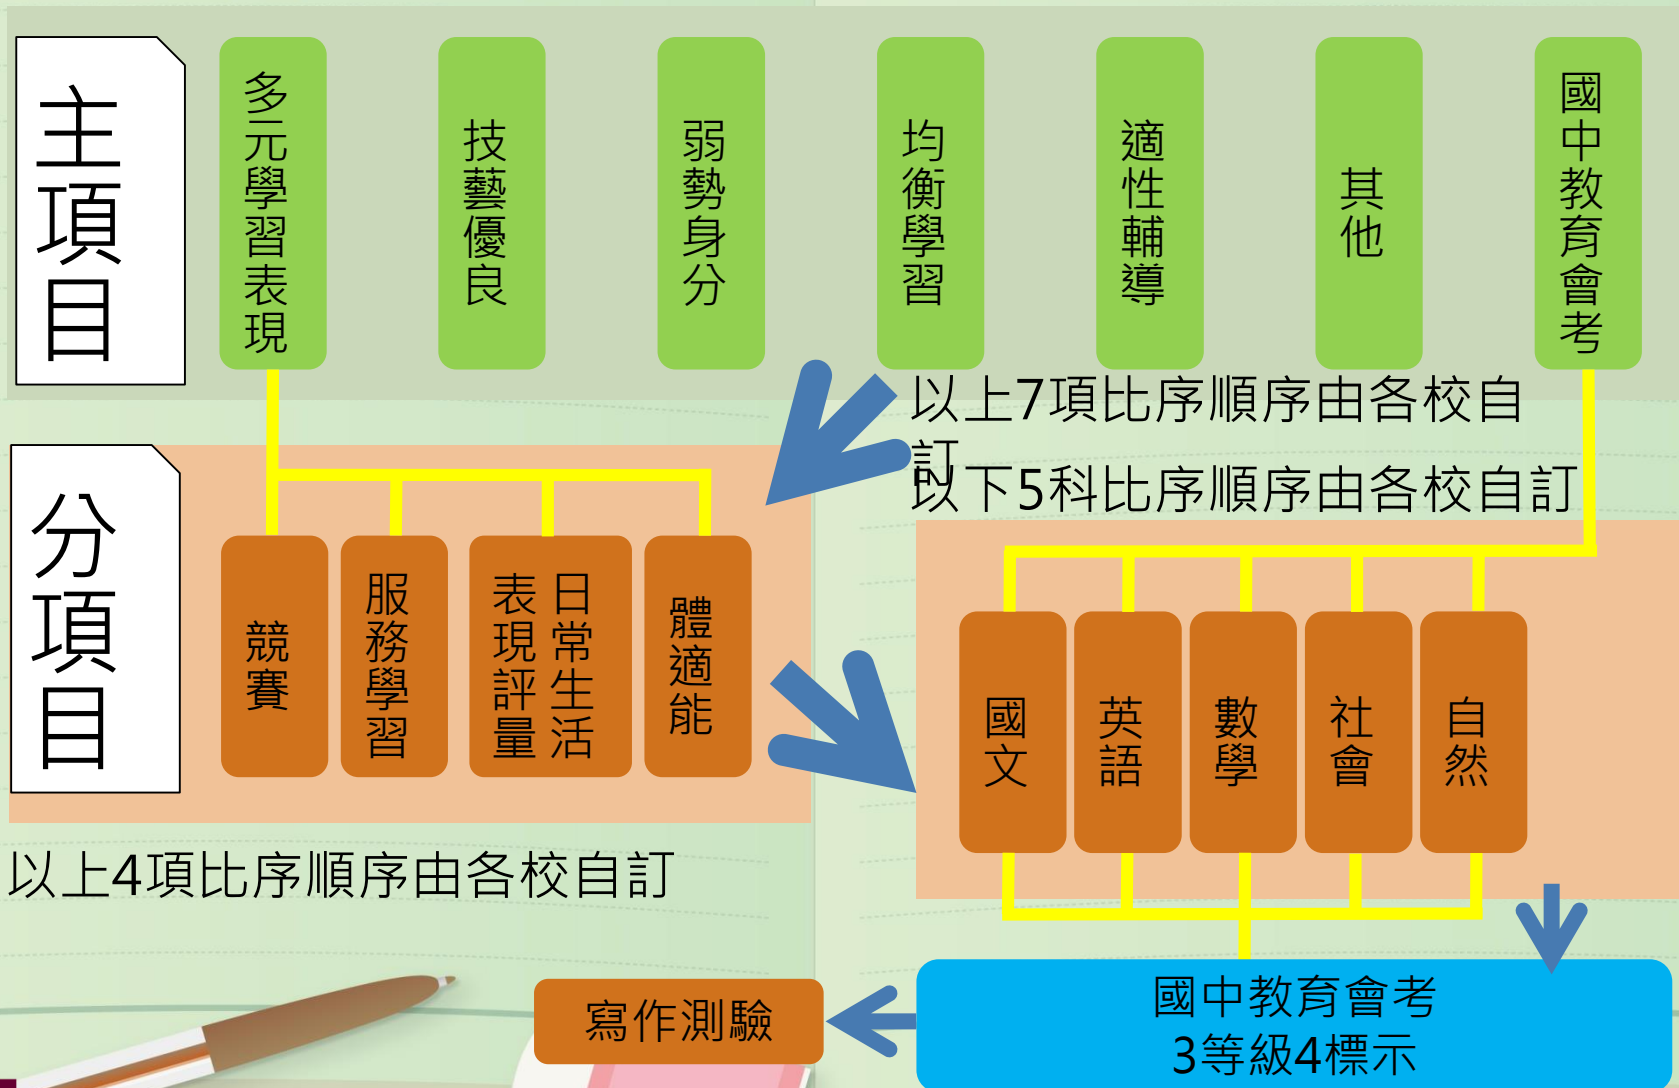 主項目
多元學習表現
技藝優良
弱勢身分
均衡學習
適性輔導
其他
國中教育會考
以上7項比序順序由各校自
訂
以下5科比序順序由各校自訂
分項目
競賽
服務學習
日常生活
表現評量
體適能
國文
英語
數學
社會
自然
以上4項比序順序由各校自訂
寫作測驗
國中教育會考
3等級4標示